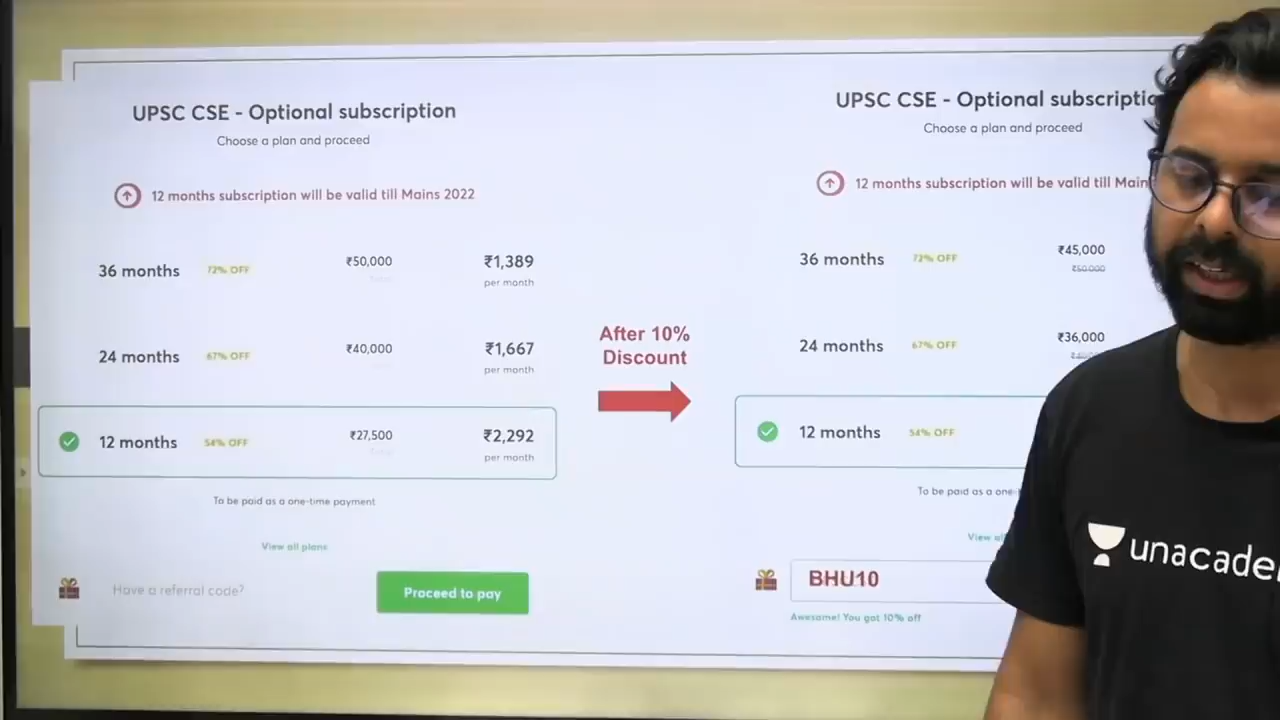 UPSC CSE - Optional subscription
Choose a plan and proceed
12 months subscription will be valid till Mains 2022
36 months 72% OFF ₹50,000 ₹1,389
per month
24 months 67% OFF ₹40,000 ₹1,667
per month
12 months 54% OFF ₹27,500 ₹2,292
per month
To be paid as a one-time payment
View all plans
Have a referral code? Proceed to pay
After 10%
Discount
UPSC CSE - Optional
Choose a plan and proceed
12 months subscription will be valid till
36 months 72% OFF ₹45,000
₹50,000
24 months 67% OFF ₹36,000
12 months 54% OFF
To be paid as a one
View
BHU10
Awesome! You got 10% off
unacade